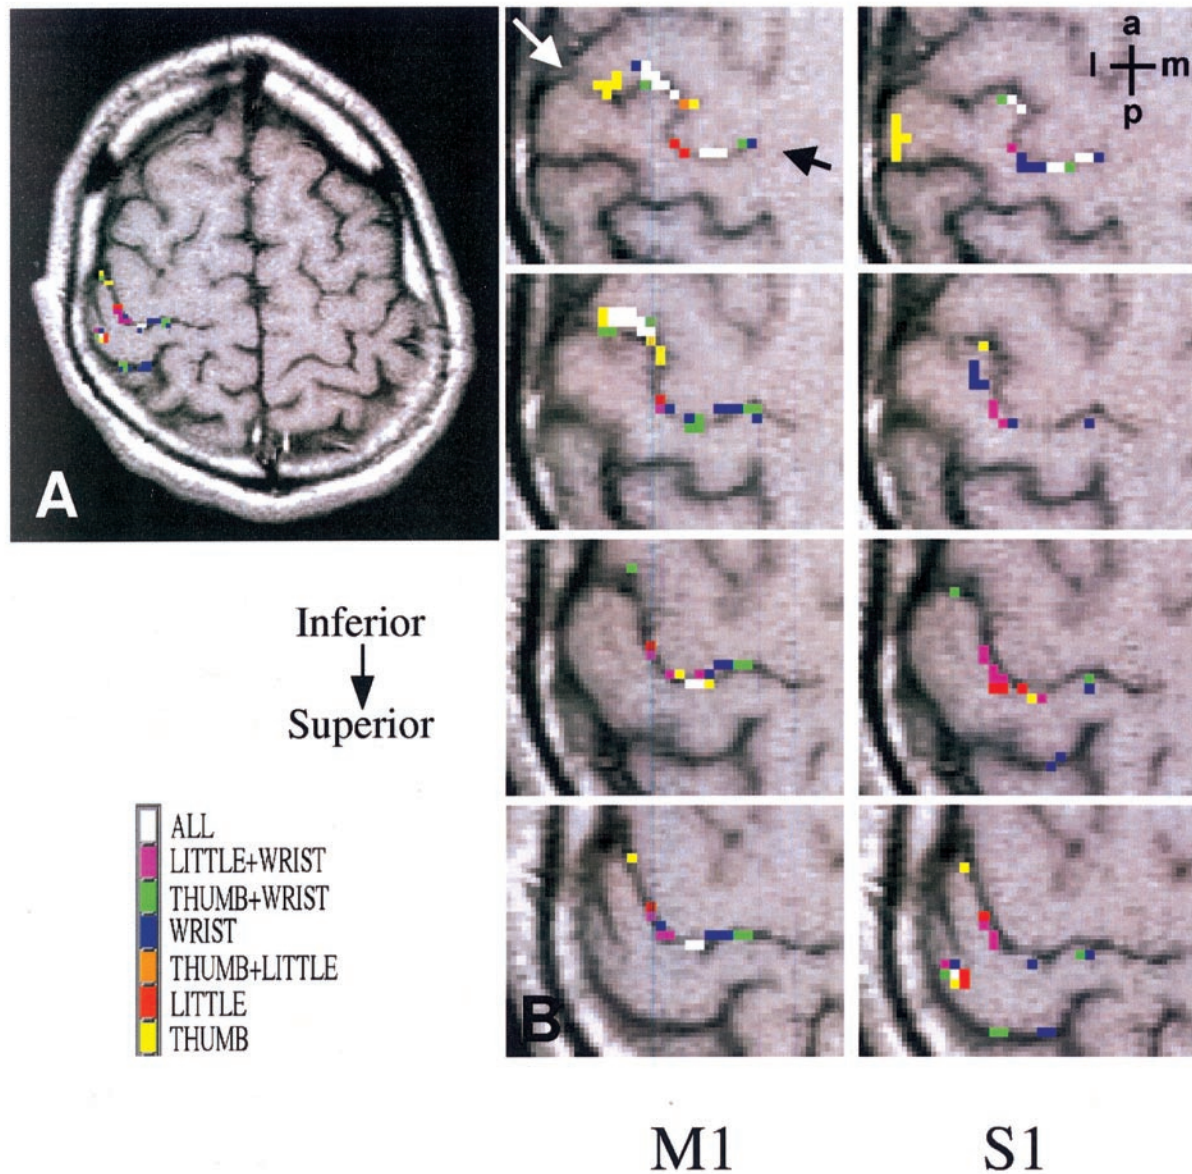 a
l m
p
A
Inferior
Superior
ALL
LITTLE+WRIST
THUMB+WRIST
WRIST
THUMB+LITTLE
LITTLE
THUMB
B
M1 S1